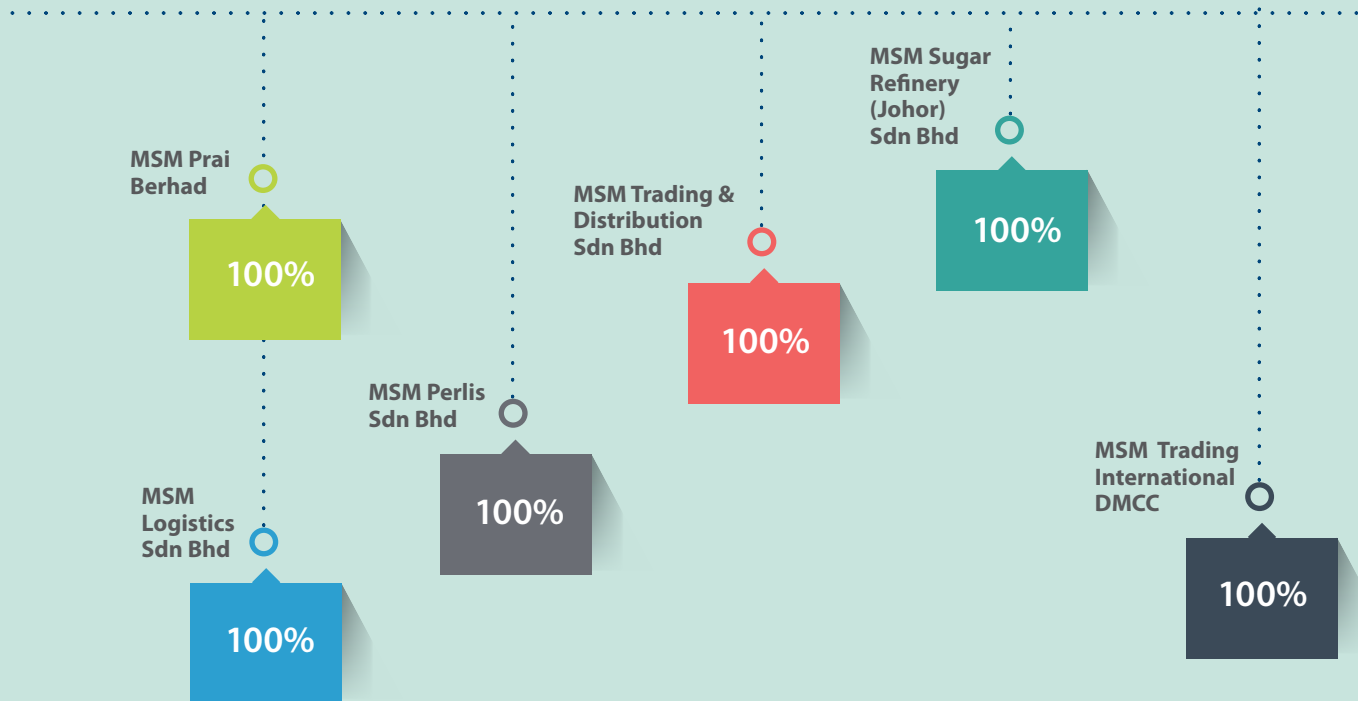 MSM Prai
Berhad
100%
MSM
Logistics
Sdn Bhd
100%
MSM Perlis
Sdn Bhd
100%
MSM Trading &
Distribution
Sdn Bhd
100%
MSM Sugar
Refinery
(Johor)
Sdn Bhd
100%
MSM Trading
International
DMCC
100%